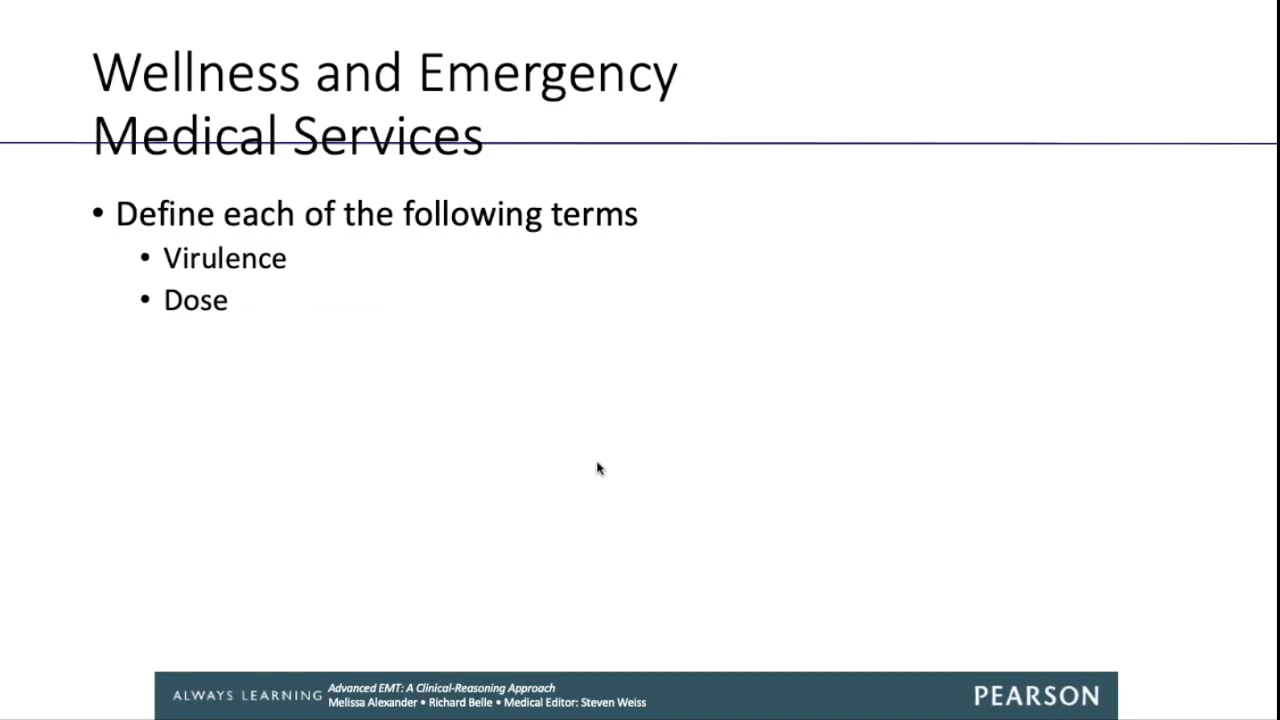 Wellness and Emergency
Medical Services
• Define each of the following terms
• Virulence
• Dose
ALWAYS LEARNING
Advanced EMT: A Clinical-Reasoning Approach
Melissa Alexander • Richard Belle • Medical Editor: Steven Weiss
PEARSON